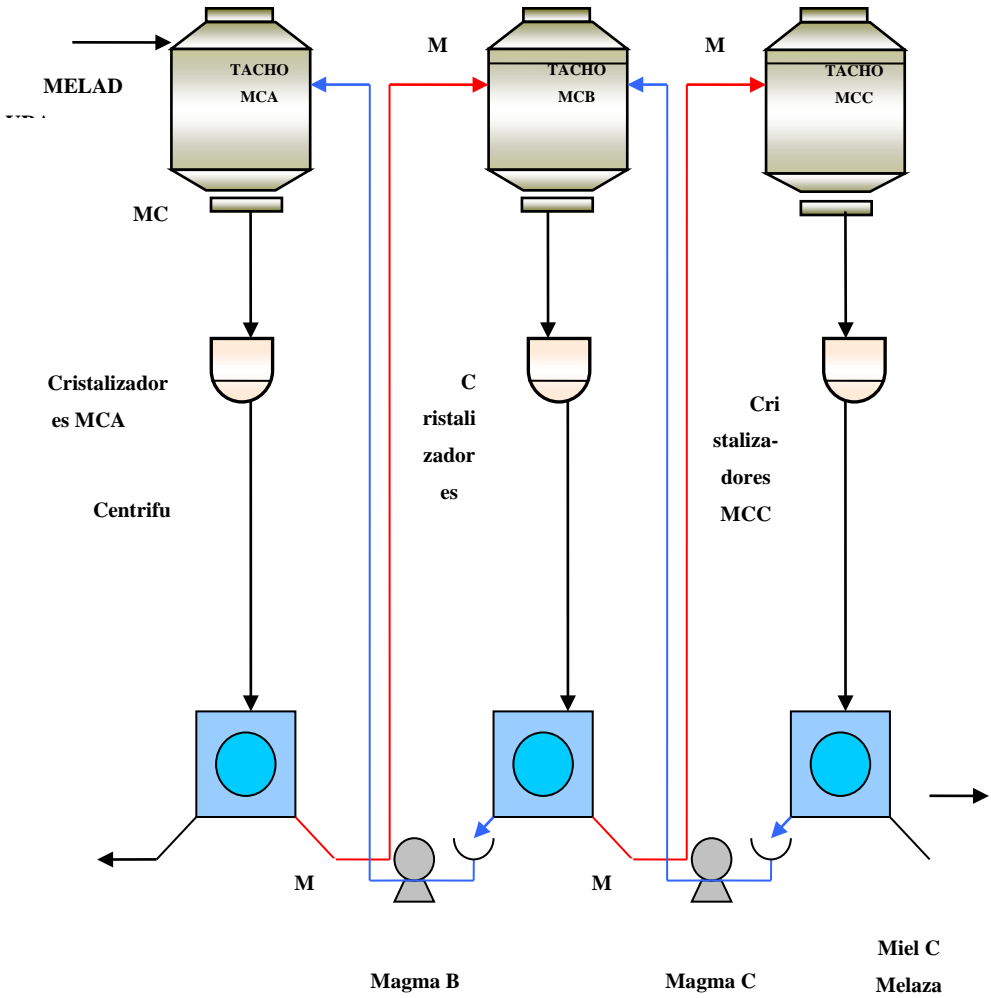 M
M
TACHO
MCA
TACHO
MCB
TACHO
MCC
MELAD
MC
Cristalizador
es MCA
C
ristali
zador
es
Cri
staliza-
dores
MCC
Centrifu
M
M
Miel C
Melaza
Magma B
Magma C